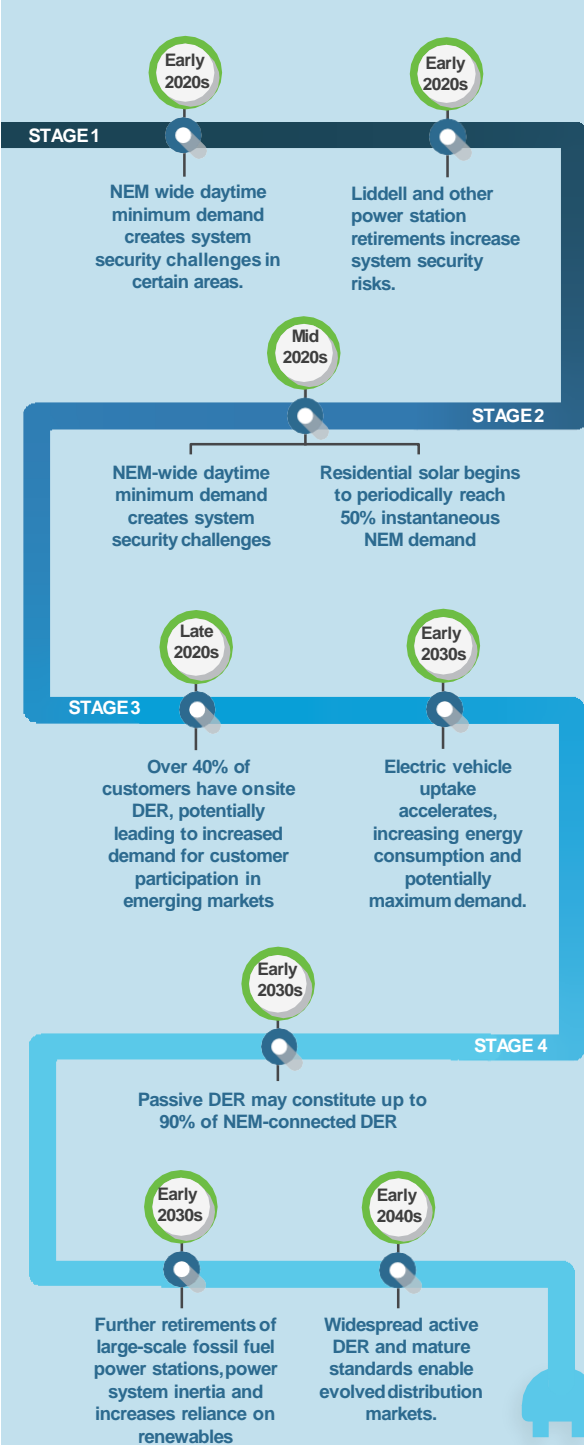 Early
2020s
Early
2020s
STAGE 1
NEM wide daytime
minimum demand
creates system
security challenges in
certain areas.
Liddell and other
power station
retirements increase
system security
risks.
Mid
2020s
STAGE 2
NEM-wide daytime
minimum demand
creates system
security challenges
Residential solar begins
to periodically reach
50% instantaneous
NEM demand
Late
2020s
Early
2030s
STAGE 3
Over 40% of
customers have onsite
DER, potentially
leading to increased
demand for customer
participation in
emerging markets
Electric vehicle
uptake
accelerates,
increasing energy
consumption and
potentially
maximum demand.
Early
2030s
STAGE 4
Passive DER may constitute up to
90% of NEM-connected DER
Early
2030s
Early
2040s
Further retirements of
large-scale fossil fuel
power stations, power
system inertia and
increases reliance on
renewables
Widespread active
DER and mature
standards enable
evolved distribution
markets.